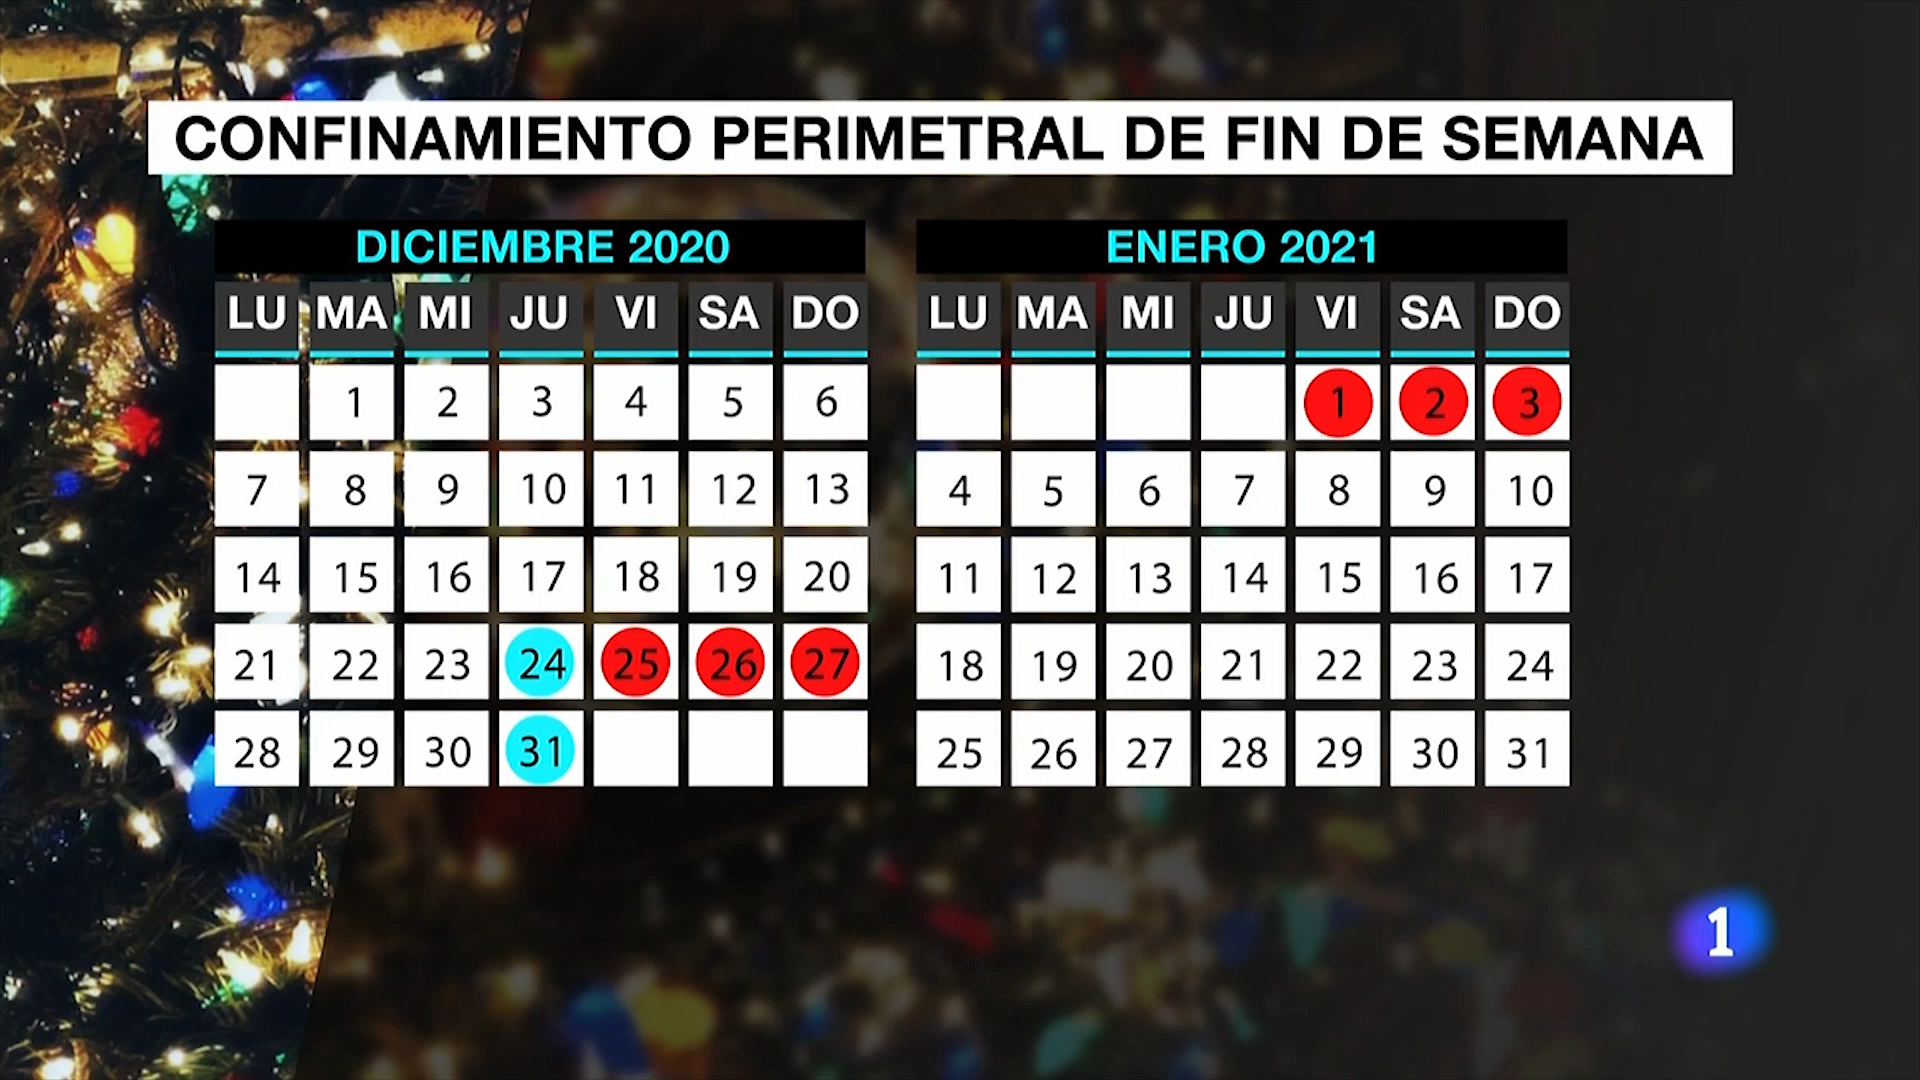 CONFINAMIENTO PERIMETRAL DE FIN DE SEMANA
DICIEMBRE 2020
LU MA MI JU VI SA DO
1 2 3 4 5 6
7 8 9 10 11 12 13
14 15 16 17 18 19 20
21 22 23 24 25 26 27
28 29 30 31
ENERO 2021
LU MA MI JU VI SA DO
1 2 3
4 5 6 7 8 9 10
11 12 13 14 15 16 17
18 19 20 21 22 23 24
25 26 27 28 29 30 31
1